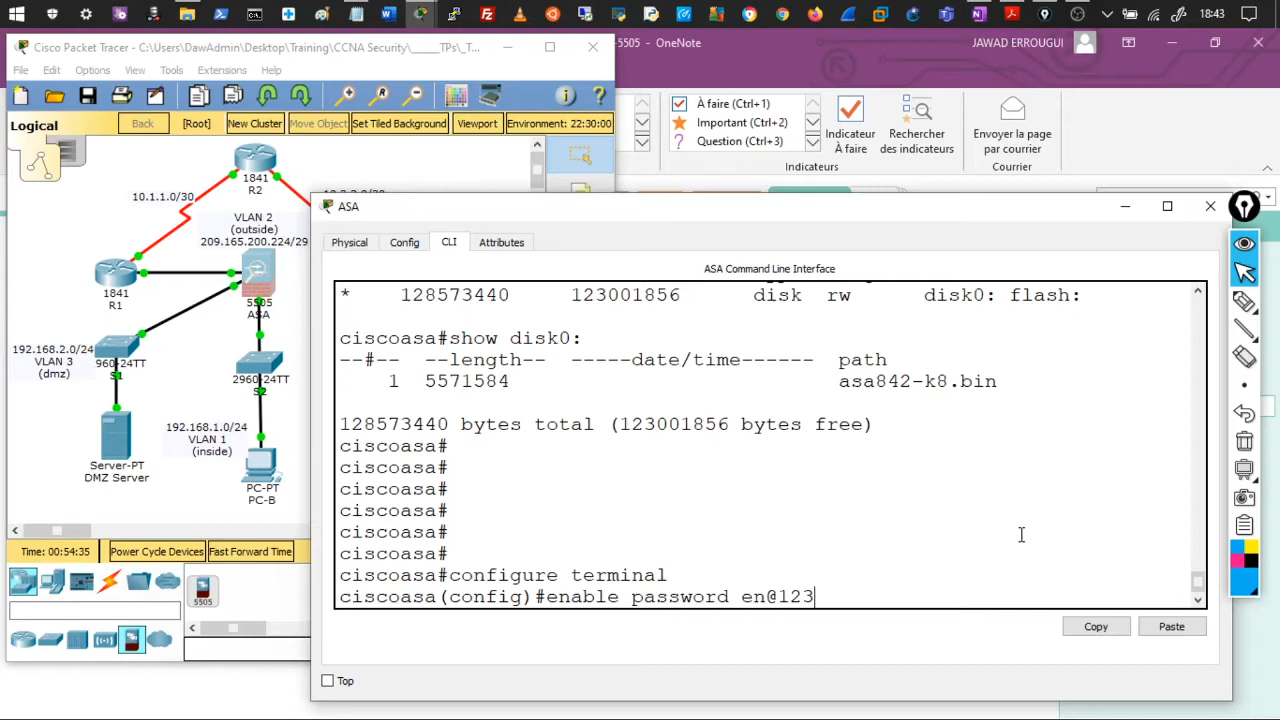 18:43
Cisco Packet Tracer - C:\Users\DawAdmin\Desktop\Training\CCNA Security\_____TPs\_T...
5505 - OneNote
JAWAD ERROUGUI
File Edit Options View Tools Extensions Help
Logical
Back
[Root]
New Cluster
Move Object
Set Tiled Background
Viewport
Environment: 22:30:00
À faire (Ctrl+1)
Important (Ctrl+2)
Question (Ctrl+3)
Indicateur
À faire
Rechercher
des indicateurs
Envoyer la page
par courrier
Indicateurs
Courrier
1841
R2
10.1.1.0/30
VLAN 2
(outside)
209.165.200.224/29
1841
R1
5505
ASA
192.168.2.0/24
VLAN 3
(dmz)
2960-24TT
192.168.1.0/24
VLAN 1
(inside)
Server-PT
DMZ Server
PC-PT
PC-B
Time: 00:54:35
Power Cycle Devices
Fast Forward Time
5505
ASA
Physical
Config
CLI
Attributes
ASA Command Line Interface
* 128573440 123001856 disk rw disk0: flash:
ciscoasa#show disk0:
--#-- --length-- -----date/time------ path
1 5571584 asa842-k8.bin
128573440 bytes total (123001856 bytes free)
ciscoasa#
ciscoasa#
ciscoasa#
ciscoasa#
ciscoasa#
ciscoasa#
ciscoasa#configure terminal
ciscoasa(config)#enable password en@123
Copy
Paste
Top